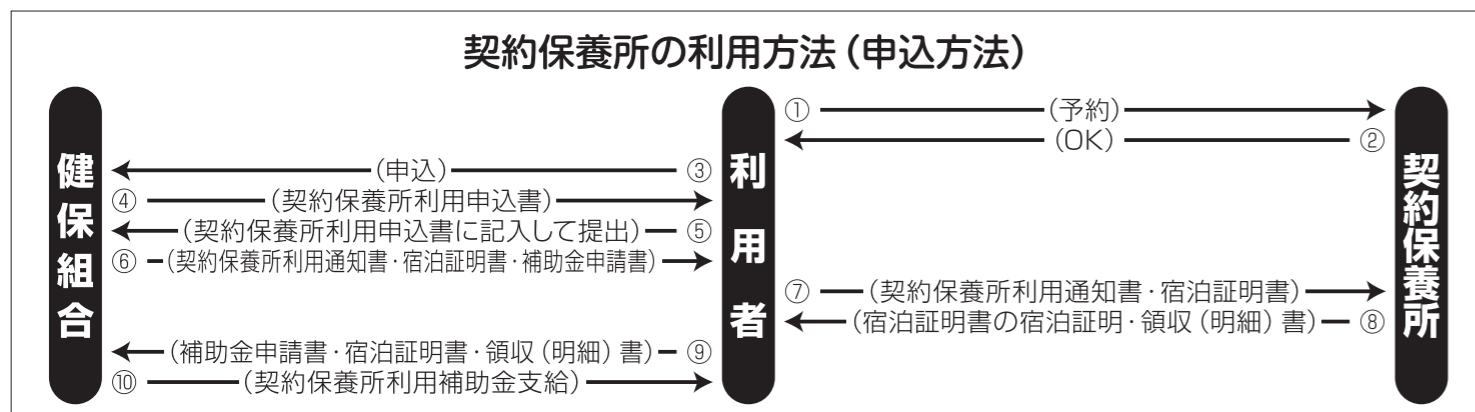 契約保養所の利用方法（申込方法）
健保組合
利用者
契約保養所
①（予約）
（OK）②
（申込）③
④（契約保養所利用申込書）
（契約保養所利用申込書に記入して提出）⑤
⑥（契約保養所利用通知書・宿泊証明書・補助金申請書）
⑦（契約保養所利用通知書・宿泊証明書）
（宿泊証明書の宿泊証明・領収（明細）書）⑧
（補助金申請書・宿泊証明書・領収（明細）書）⑨
⑩（契約保養所利用補助金支給）